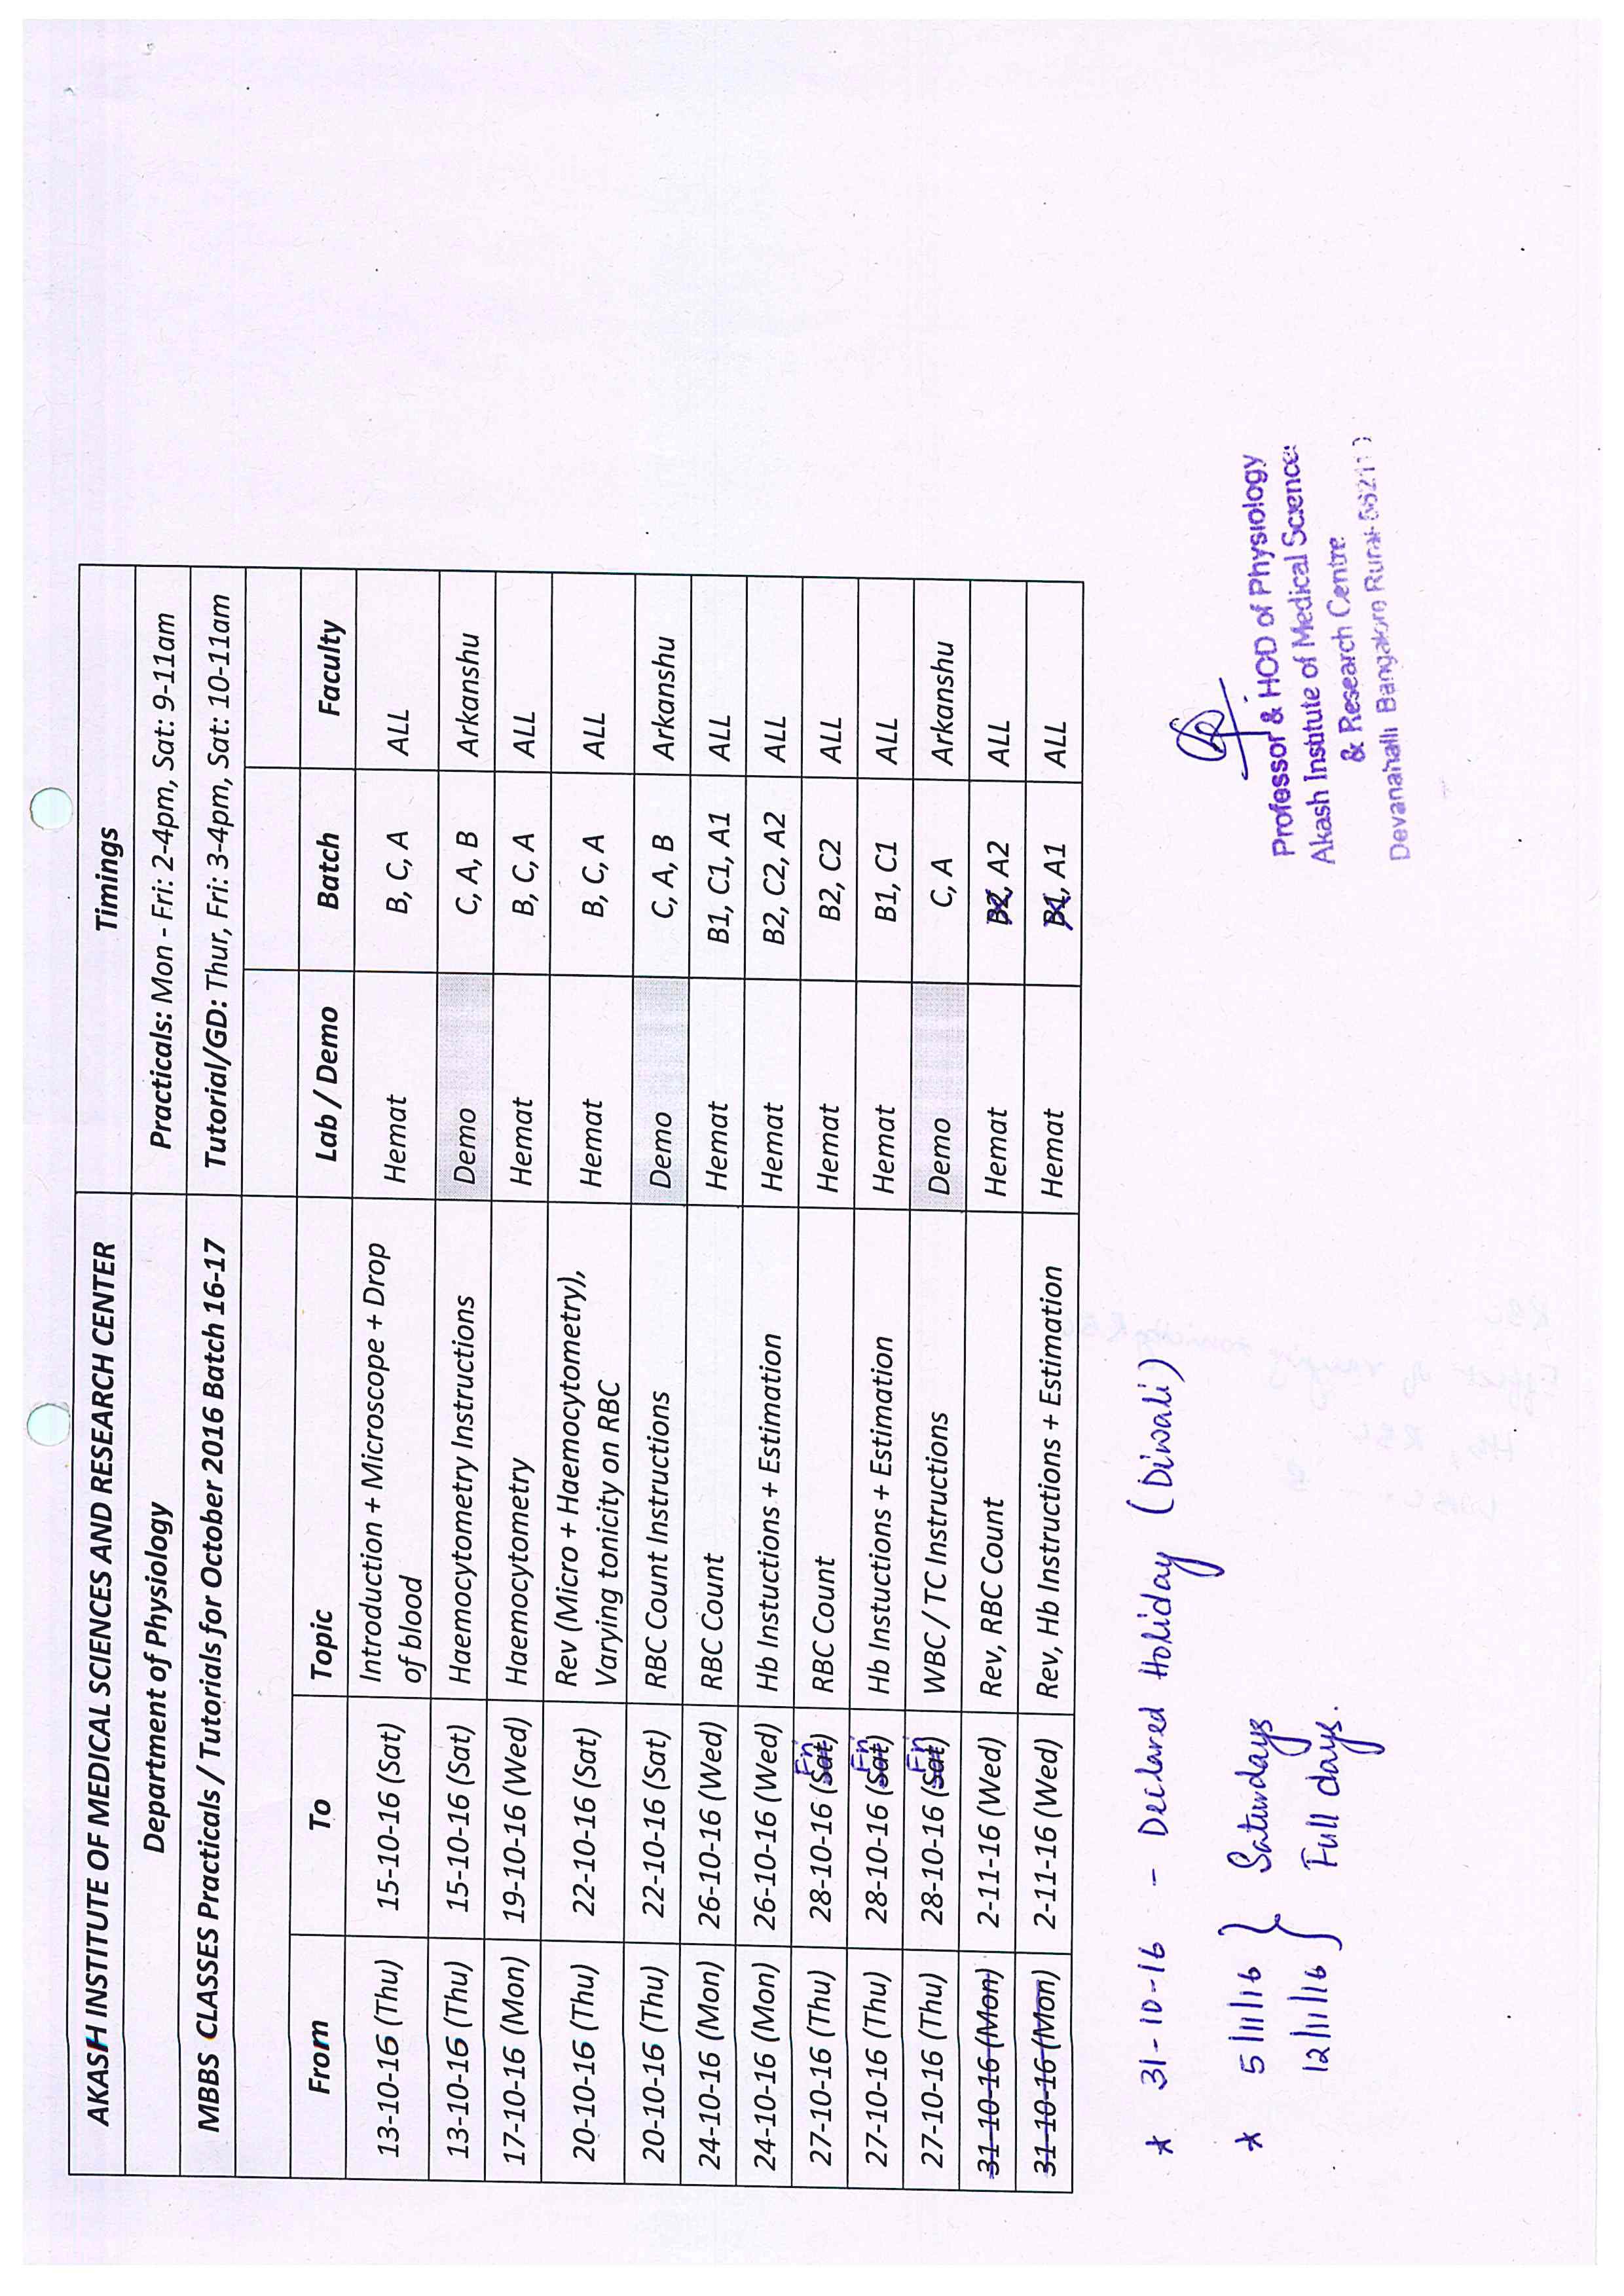 AKASH INSTITUTE OF MEDICAL SCIENCES AND RESEARCH CENTER Timings
Department of Physiology Practicals: Mon - Fri: 2-4pm, Sat: 9-11am
MBBS CLASSES Practicals / Tutorials for October 2016 Batch 16-17 Tutorial/GD: Thur, Fri: 3-4pm, Sat: 10-11am
From To Topic Lab / Demo Batch Faculty
13-10-16 (Thu) 15-10-16 (Sat) Introduction + Microscope + Drop of blood Hemat B, C, A ALL
13-10-16 (Thu) 15-10-16 (Sat) Haemocytometry Instructions Demo C, A, B Arkanshu
17-10-16 (Mon) 19-10-16 (Wed) Haemocytometry Hemat B, C, A ALL
20-10-16 (Thu) 22-10-16 (Sat) Rev (Micro + Haemocytometry), Varying tonicity on RBC Hemat B, C, A ALL
20-10-16 (Thu) 22-10-16 (Sat) RBC Count Instructions Demo C, A, B Arkanshu
24-10-16 (Mon) 26-10-16 (Wed) RBC Count Hemat B1, C1, A1 ALL
24-10-16 (Mon) 26-10-16 (Wed) Hb Instuctions + Estimation Hemat B2, C2, A2 ALL
27-10-16 (Thu) 28-10-16 (Sat) Fri RBC Count Hemat B2, C2 ALL
27-10-16 (Thu) 28-10-16 (Sat) Fri Hb Instuctions + Estimation Hemat B1, C1 ALL
27-10-16 (Thu) 28-10-16 (Sat) Fri WBC / TC Instructions Demo C, A Arkanshu
31-10-16 (Mon) 2-11-16 (Wed) Rev, RBC Count Hemat B2, A2 ALL
31-10-16 (Mon) 2-11-16 (Wed) Rev, Hb Instructions + Estimation Hemat B1, A1 ALL
* 31-10-16 - Declared Holiday (Diwali)
* 5/11/16 } Saturdays
12/11/16 } Full days.
Professor & HOD of Physiology
Akash Institute of Medical Science
& Research Centre
Devanahalli Rural